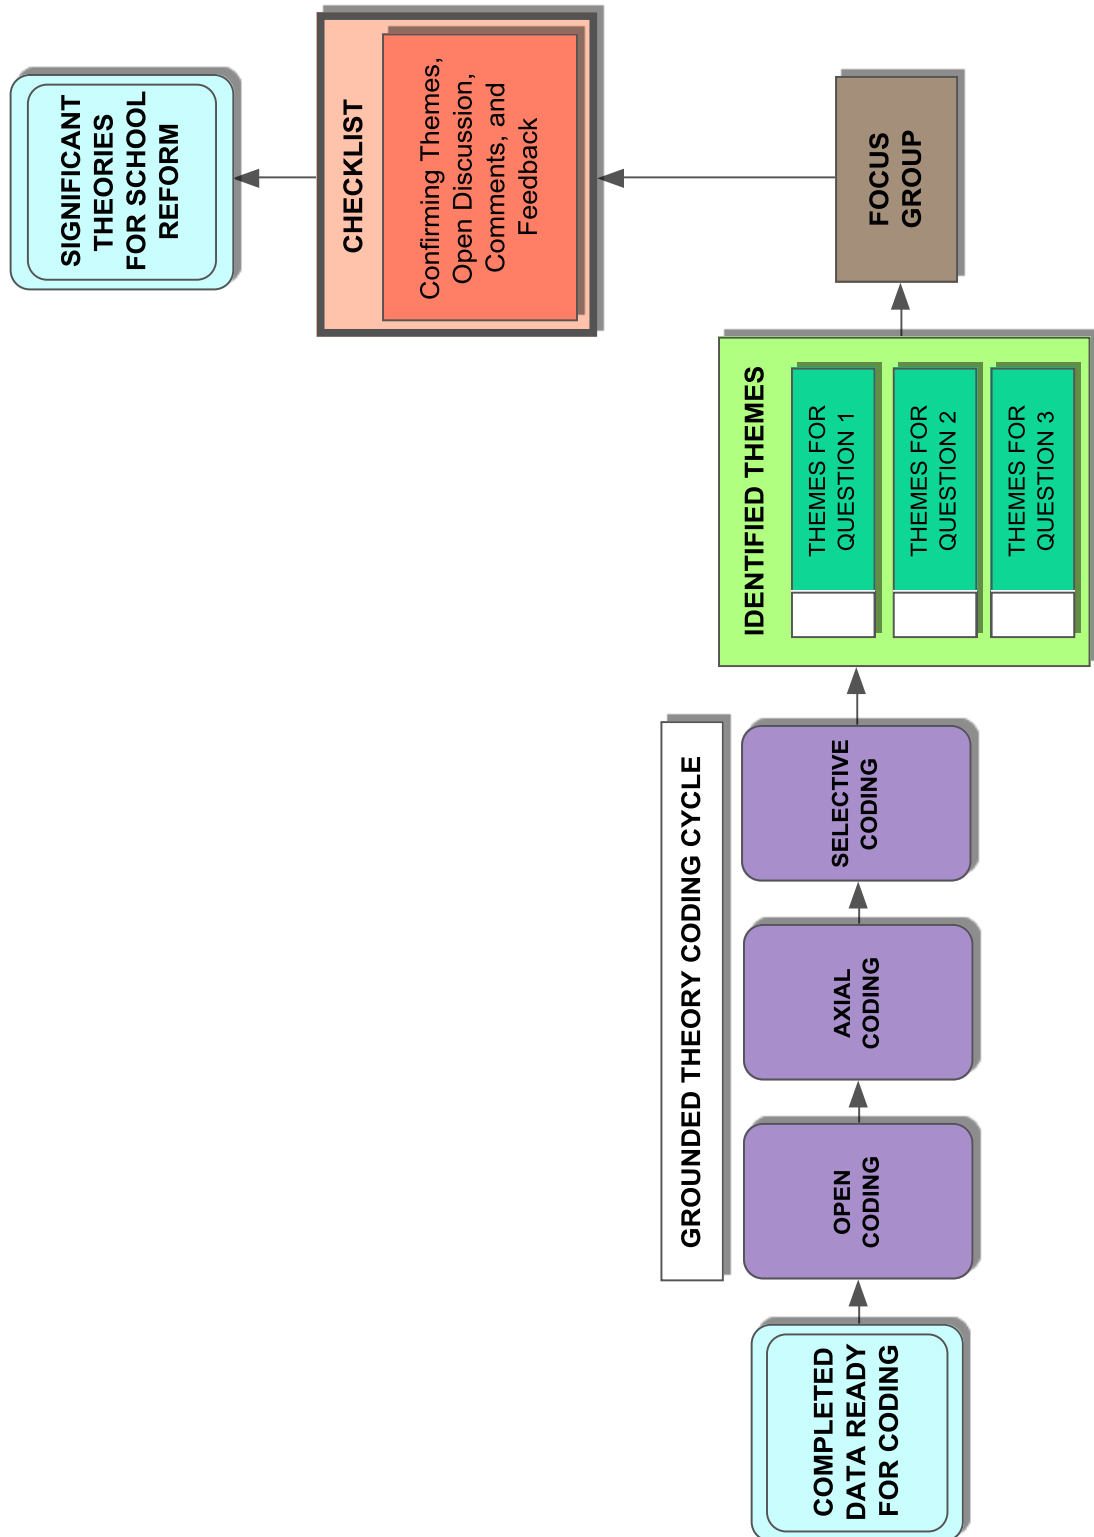 COMPLETED
DATA READY
FOR CODING
GROUNDED THEORY CODING CYCLE
OPEN
CODING
AXIAL
CODING
SELECTIVE
CODING
IDENTIFIED THEMES
THEMES FOR
QUESTION 1
THEMES FOR
QUESTION 2
THEMES FOR
QUESTION 3
FOCUS
GROUP
CHECKLIST
Confirming Themes,
Open Discussion,
Comments, and
Feedback
SIGNIFICANT
THEORIES
FOR SCHOOL
REFORM